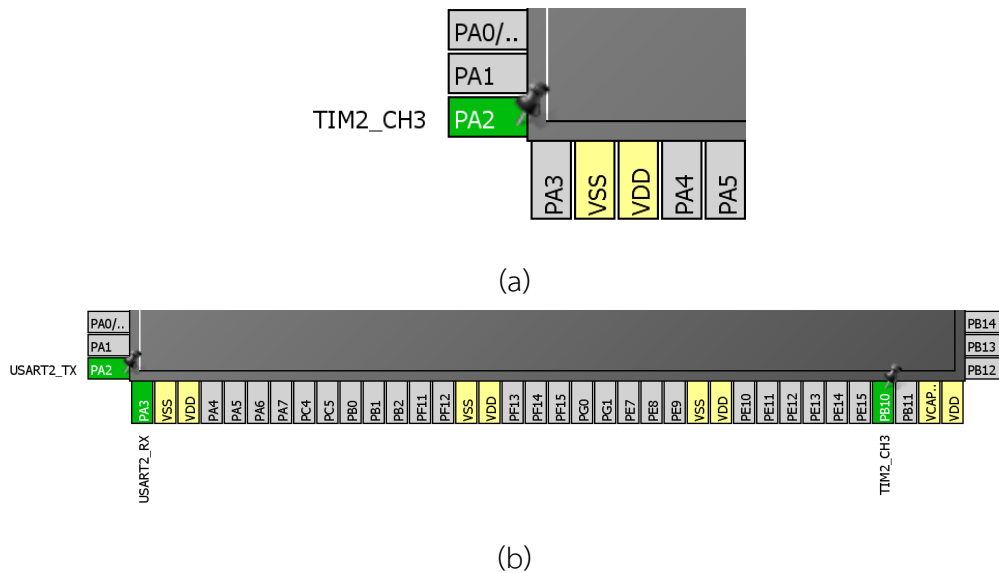 PA0/..
PA1
TIM2_CH3 PA2
PA3 VSS VDD PA4 PA5
(a)
PA0/.. PB14
PA1 PB13
USART2_TX PA2 PB12
PA3 VSS VDD PA4 PA5 PA6 PA7 PC4 PC5 PB0 PB1 PB2 PF11 PF12 VSS VDD PF13 PF14 PF15 PG0 PG1 PE7 PE8 PE9 VSS VDD PE10 PE11 PE12 PE13 PE14 PE15 PB10 PB11 VCAP.. VDD
USART2_RX TIM2_CH3
(b)